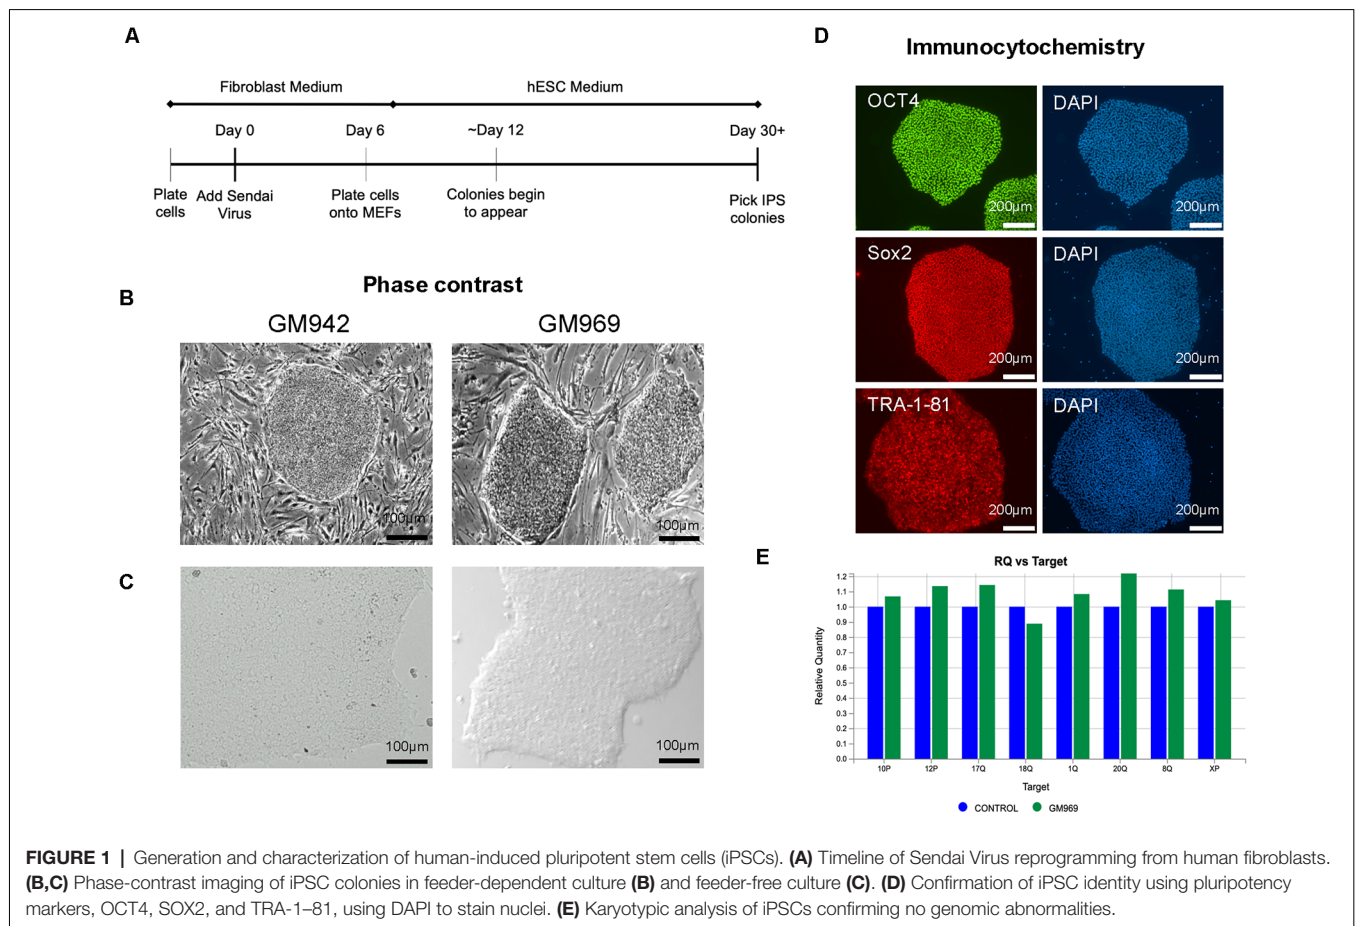 A
Fibroblast Medium
hESC Medium
Day 0
Day 6
~Day 12
Day 30+
Plate
cells
Add Sendai
Virus
Plate cells
onto MEFs
Colonies begin
to appear
Pick IPS
colonies
B
Phase contrast
GM942
GM969
100µm
100µm
C
100µm
100µm
D
Immunocytochemistry
OCT4
DAPI
200µm
200µm
Sox2
DAPI
200µm
200µm
TRA-1-81
DAPI
200µm
200µm
E
RQ vs Target
Relative Quantity
1.2
1.1
1.0
0.9
0.8
0.7
0.6
0.5
0.4
0.3
0.2
0.1
0.0
10P
12P
17Q
18Q
1Q
20Q
8Q
XP
Target
CONTROL
GM969
FIGURE 1 | Generation and characterization of human-induced pluripotent stem cells (iPSCs). (A) Timeline of Sendai Virus reprogramming from human fibroblasts.
(B,C) Phase-contrast imaging of iPSC colonies in feeder-dependent culture (B) and feeder-free culture (C). (D) Confirmation of iPSC identity using pluripotency
markers, OCT4, SOX2, and TRA-1–81, using DAPI to stain nuclei. (E) Karyotypic analysis of iPSCs confirming no genomic abnormalities.